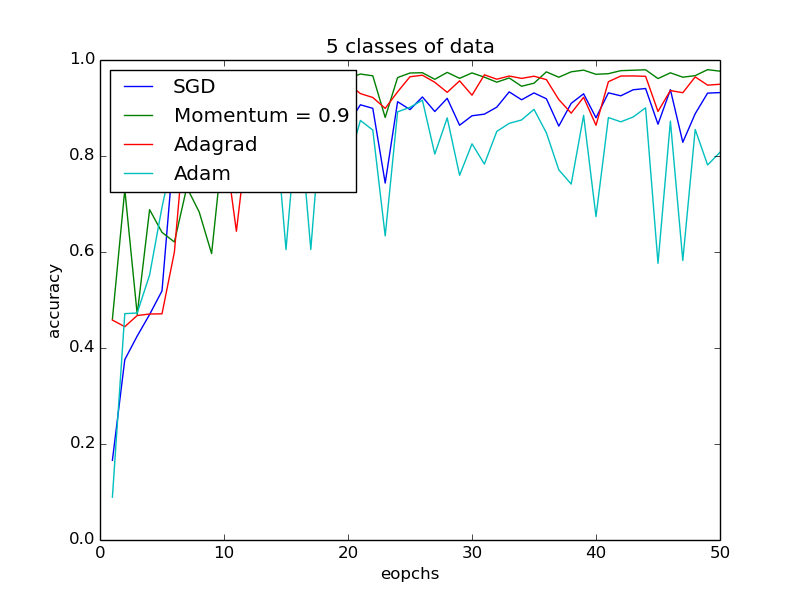 5 classes of data
SGD
Momentum = 0.9
Adagrad
Adam
1.0
0.8
0.6
0.4
0.2
0.0
accuracy
0 10 20 30 40 50
eopchs